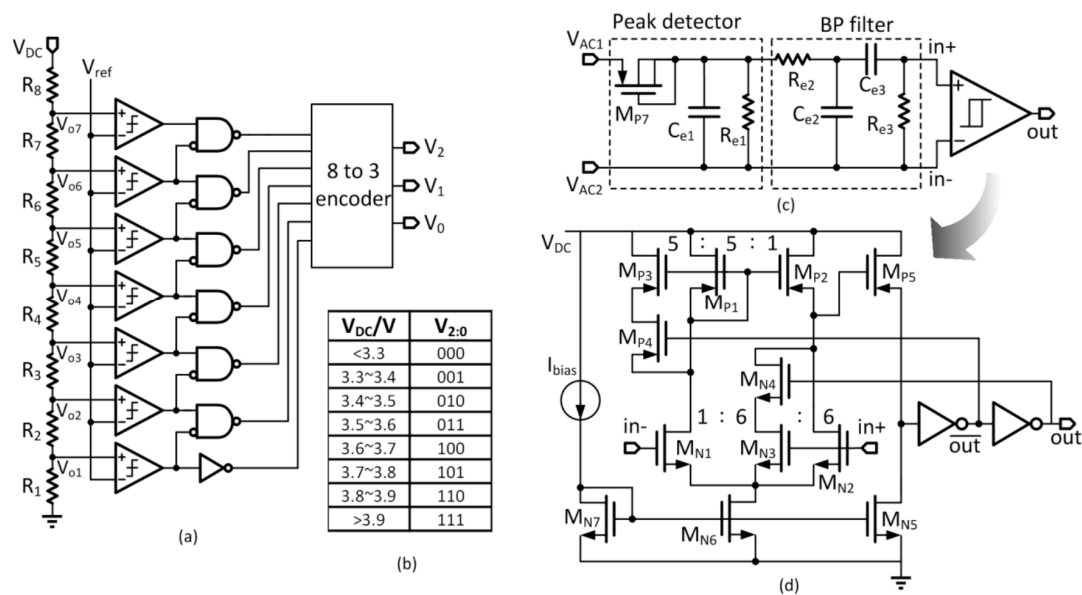 (a)
V_DC
V_ref
R_8
R_7
R_6
R_5
R_4
R_3
R_2
R_1
V_o7
V_o6
V_o5
V_o4
V_o3
V_o2
V_o1
+
−
+
−
+
−
+
−
+
−
+
−
+
−
8 to 3
encoder
V_2
V_1
V_0
(a)
V_DC/V V_2:0
<3.3 000
3.3~3.4 001
3.4~3.5 010
3.5~3.6 011
3.6~3.7 100
3.7~3.8 101
3.8~3.9 110
>3.9 111
(b)
Peak detector
BP filter
V_AC1
V_AC2
M_P7
C_e1
R_e1
R_e2
C_e2
C_e3
R_e3
in+
in-
+
−
out
(c)
V_DC
5 : 5 : 1
M_P3
M_P1
M_P2
M_P5
M_P4
I_bias
M_N4
1 : 6 : 6
in-
M_N1
M_N3
in+
M_N2
out
out
M_N7
M_N6
M_N5
(d)